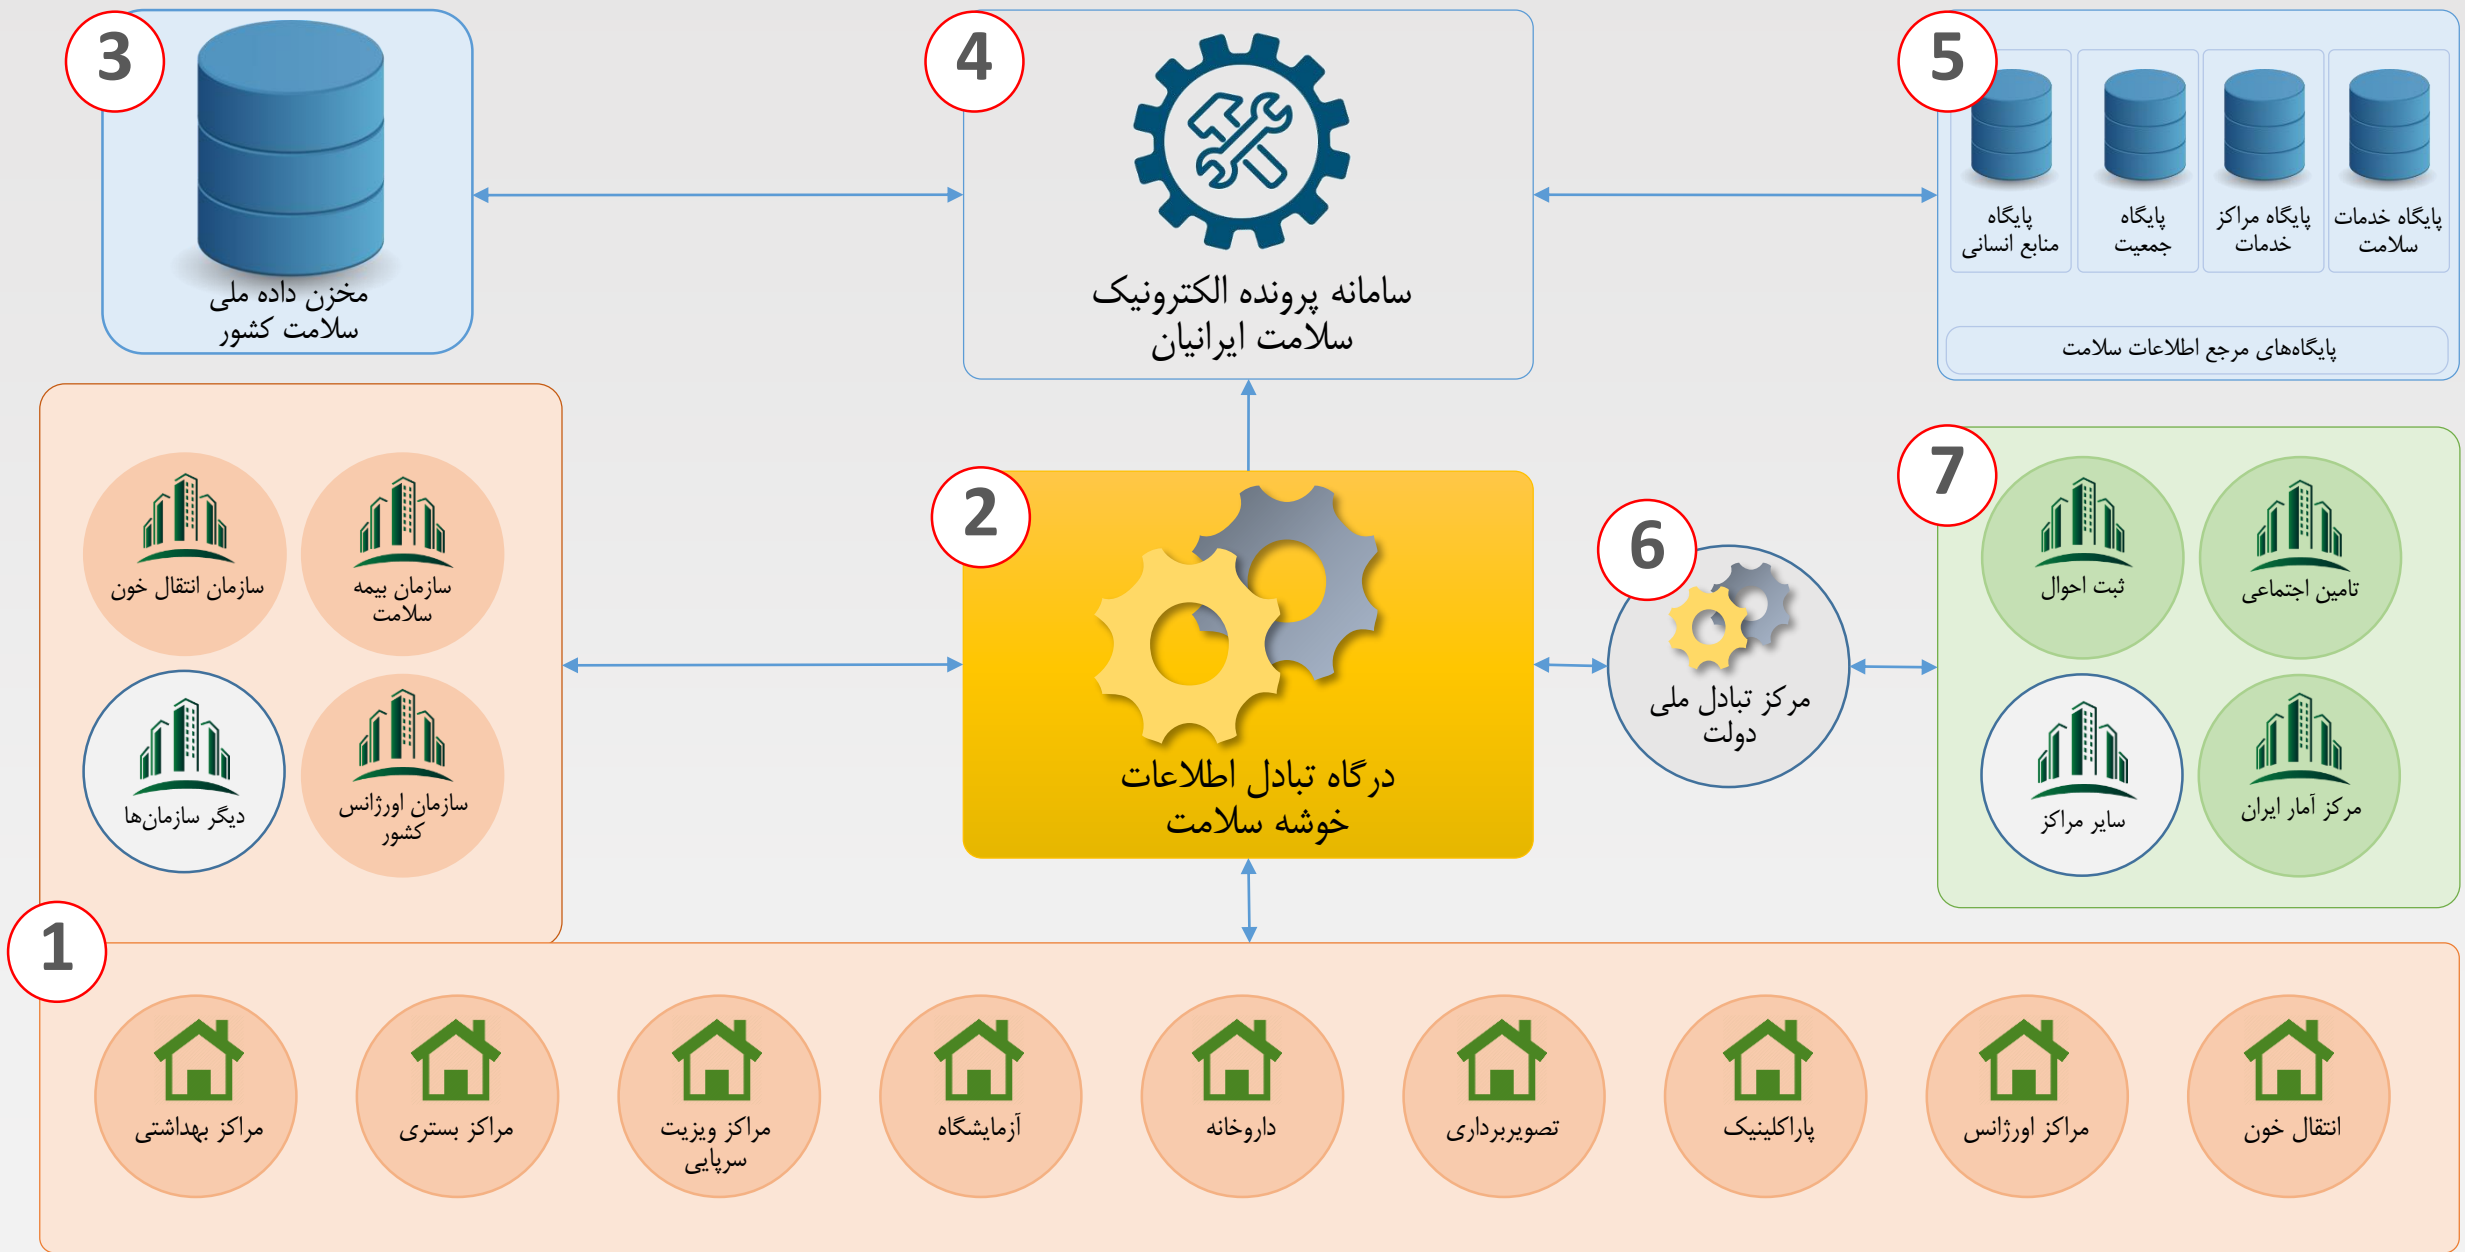 3
مخزن داده ملی
سلامت کشور
4
سامانه پرونده الکترونیک
سلامت ایرانیان
5
پایگاه خدمات
سلامت
پایگاه مراکز
خدمات
پایگاه
جمعیت
پایگاه
منابع انسانی
پایگاه‌های مرجع اطلاعات سلامت
سازمان بیمه
سلامت
سازمان انتقال خون
سازمان اورژانس
کشور
دیگر سازمان‌ها
2
درگاه تبادل اطلاعات
خوشه سلامت
6
مرکز تبادل ملی
دولت
7
تامین اجتماعی
ثبت احوال
مرکز آمار ایران
سایر مراکز
1
انتقال خون
مراکز اورژانس
پاراکلینیک
تصویربرداری
داروخانه
آزمایشگاه
مراکز ویزیت
سرپایی
مراکز بستری
مراکز بهداشتی